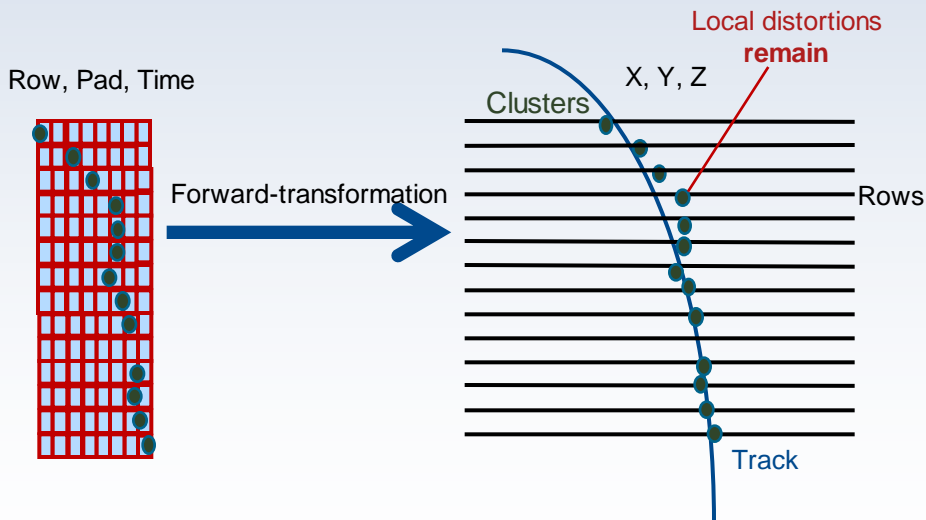 Local distortions
remain
Row, Pad, Time
X, Y, Z
Clusters
Forward-transformation
Rows
Track